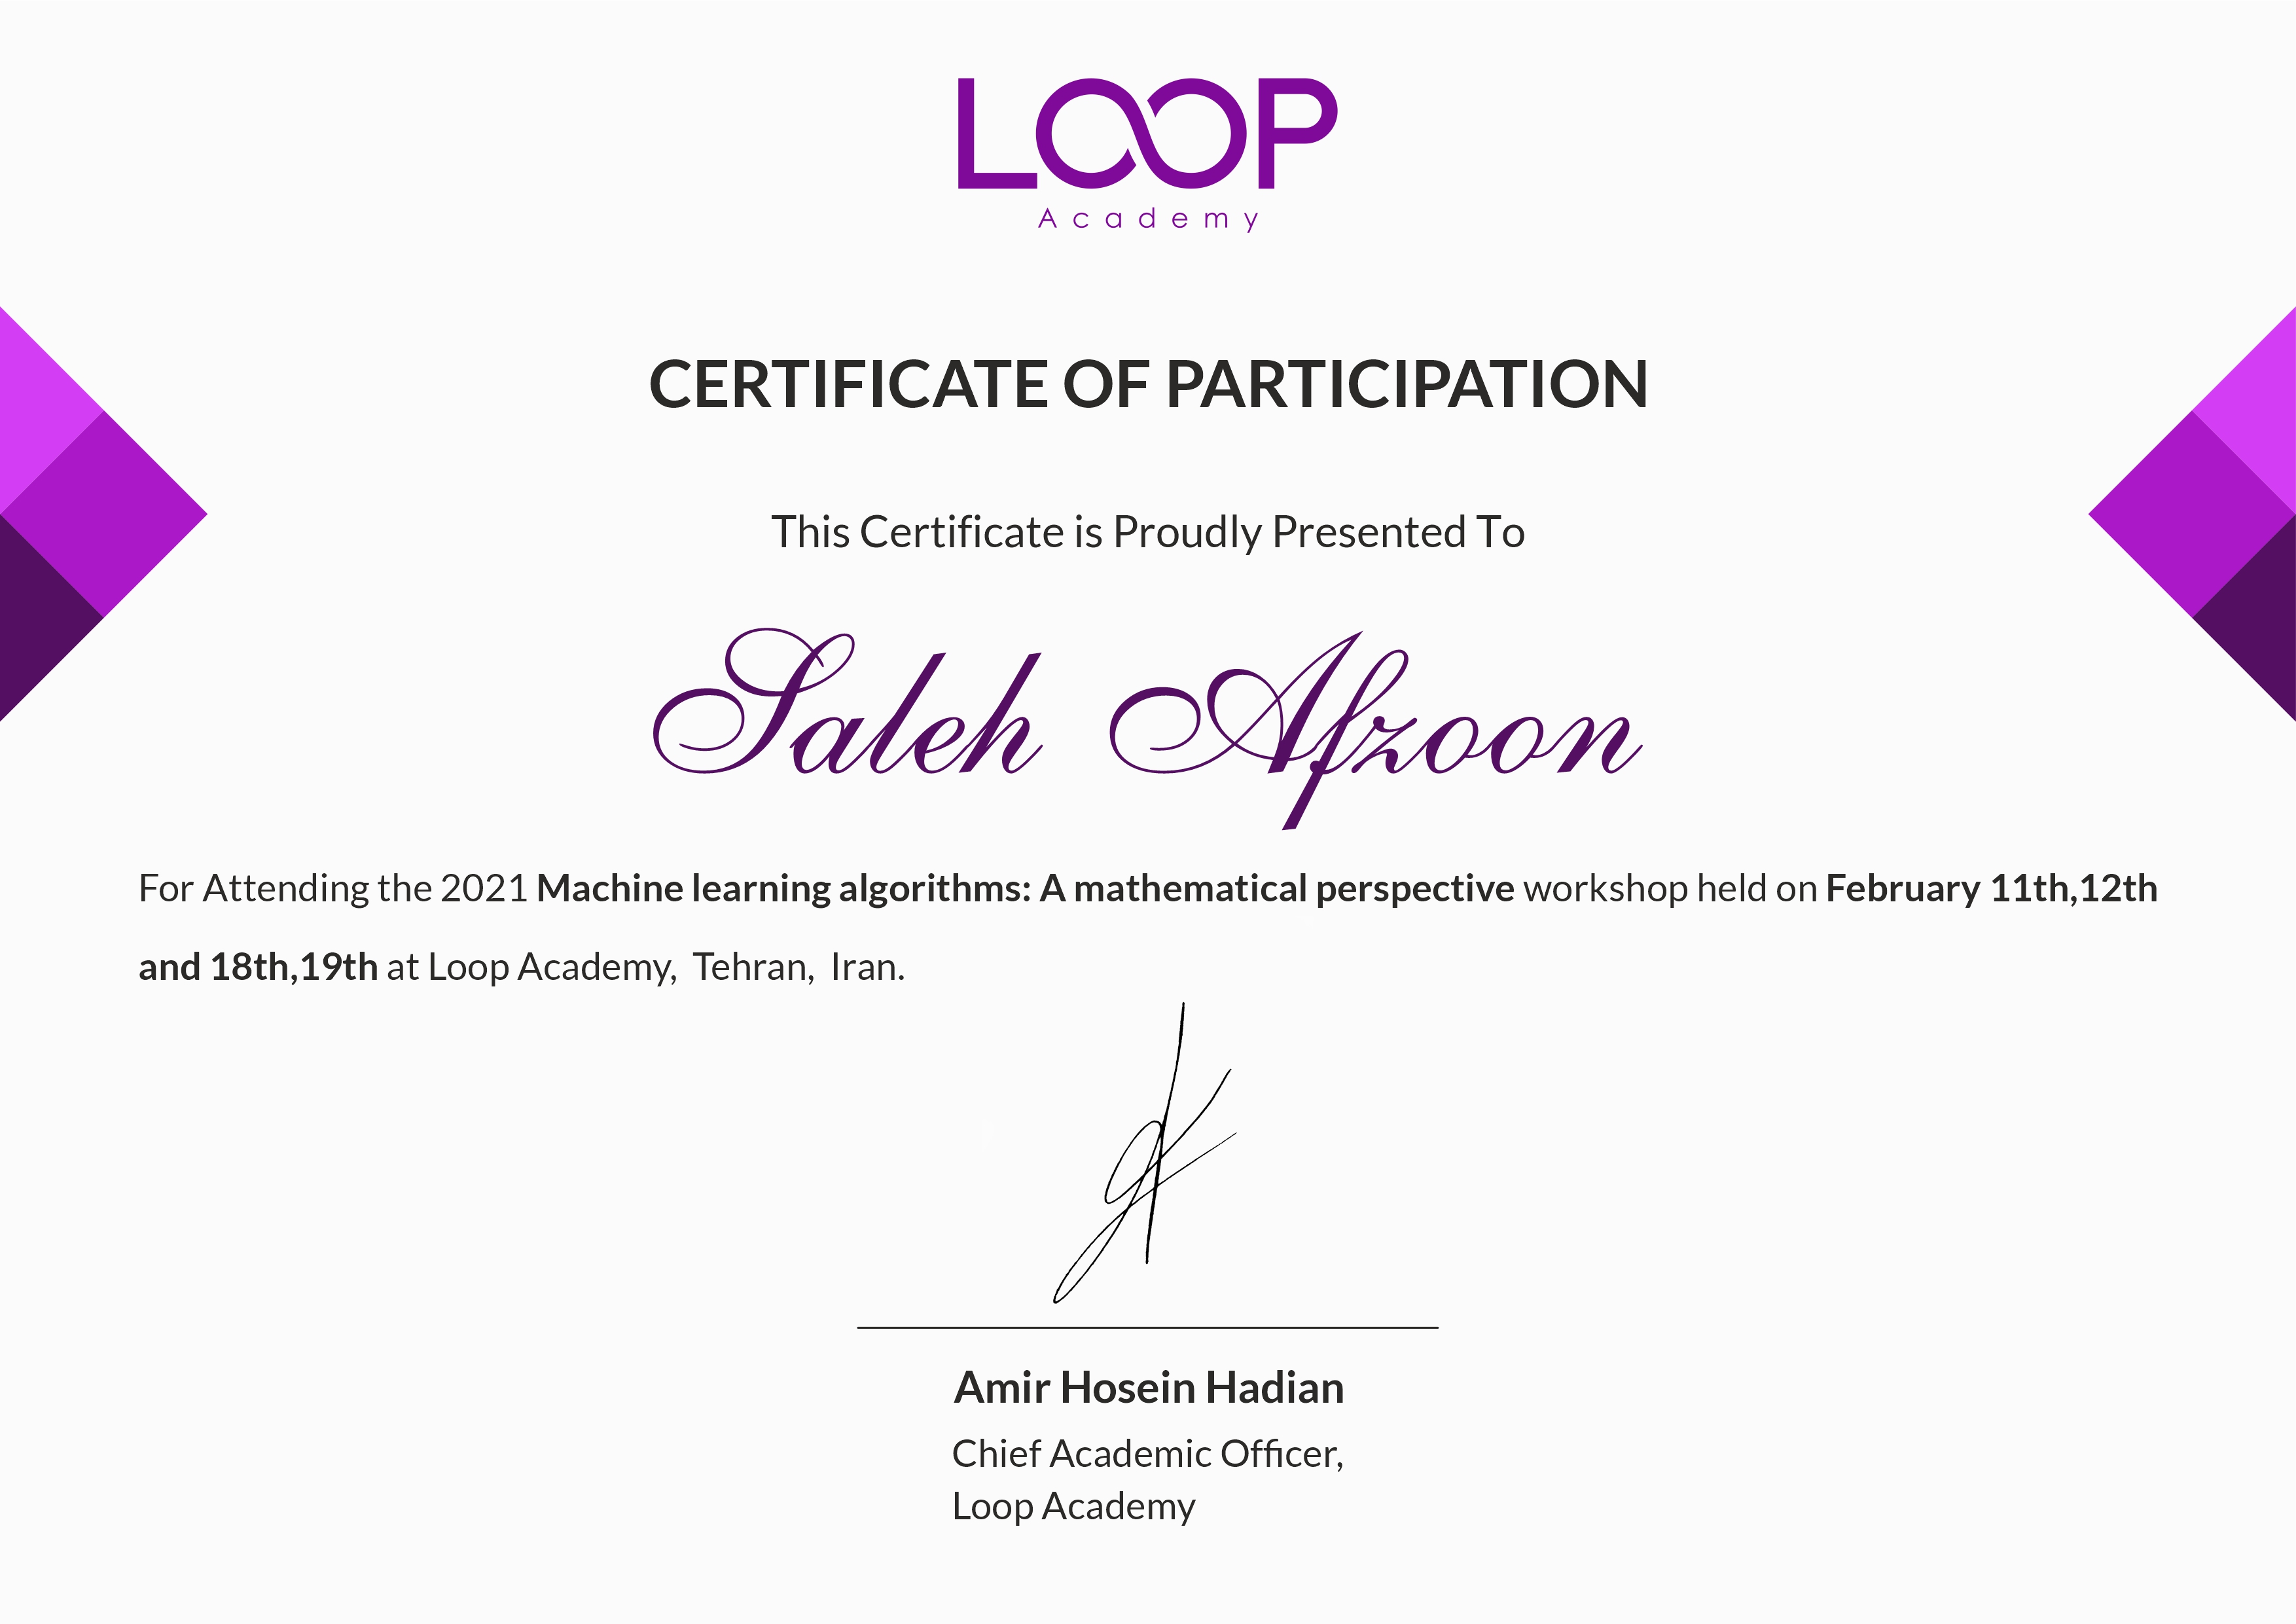 LOOP
Academy
CERTIFICATE OF PARTICIPATION
This Certificate is Proudly Presented To
Saleh Afzoon
For Attending the 2021 Machine learning algorithms: A mathematical perspective workshop held on February 11th,12th
and 18th,19th at Loop Academy, Tehran, Iran.
Amir Hosein Hadian
Chief Academic Officer,
Loop Academy